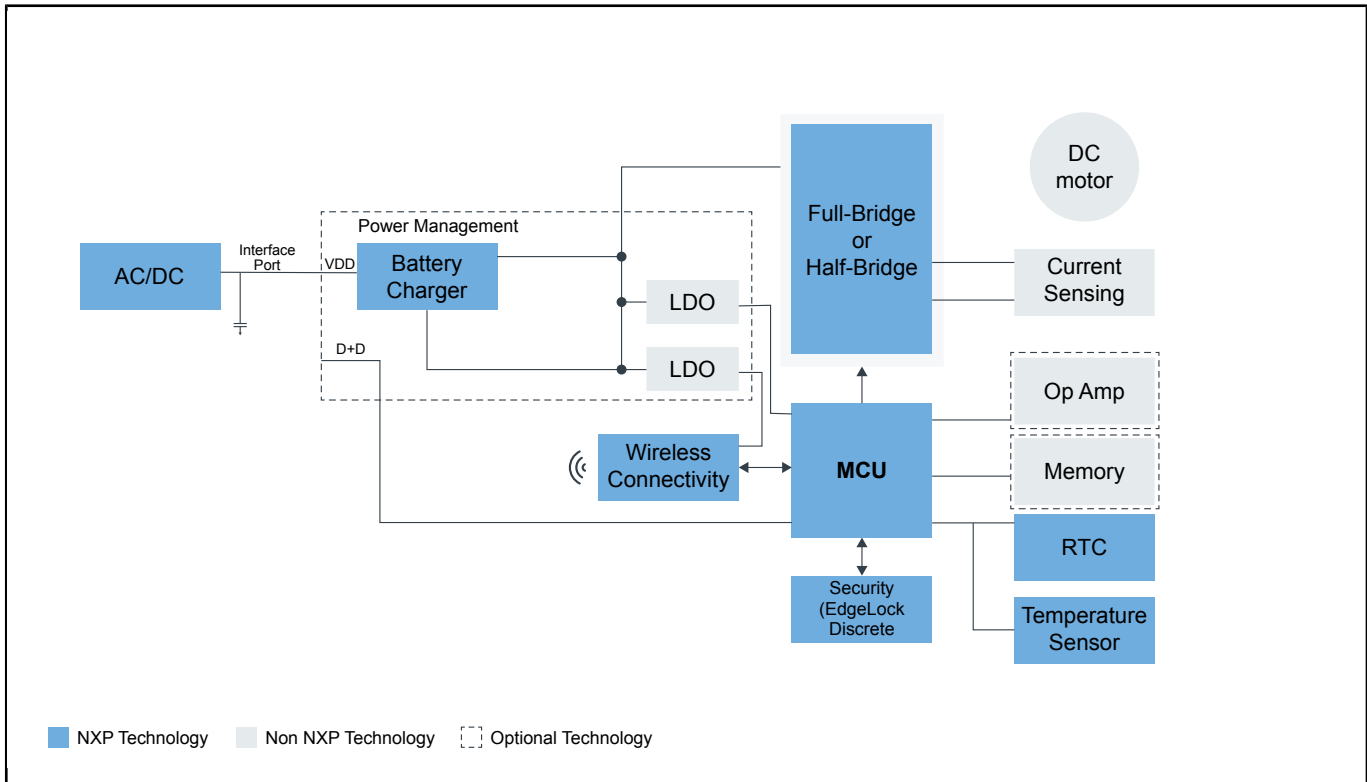 DC
motor
Full-Bridge
or
Half-Bridge
Power Management
Interface
Port
AC/DC
VDD
Battery
Charger
Current
Sensing
LDO
D+D
LDO
Op Amp
Wireless
Connectivity
MCU
Memory
RTC
Security
(EdgeLock
Discrete
Temperature
Sensor
NXP Technology
Non NXP Technology
Optional Technology